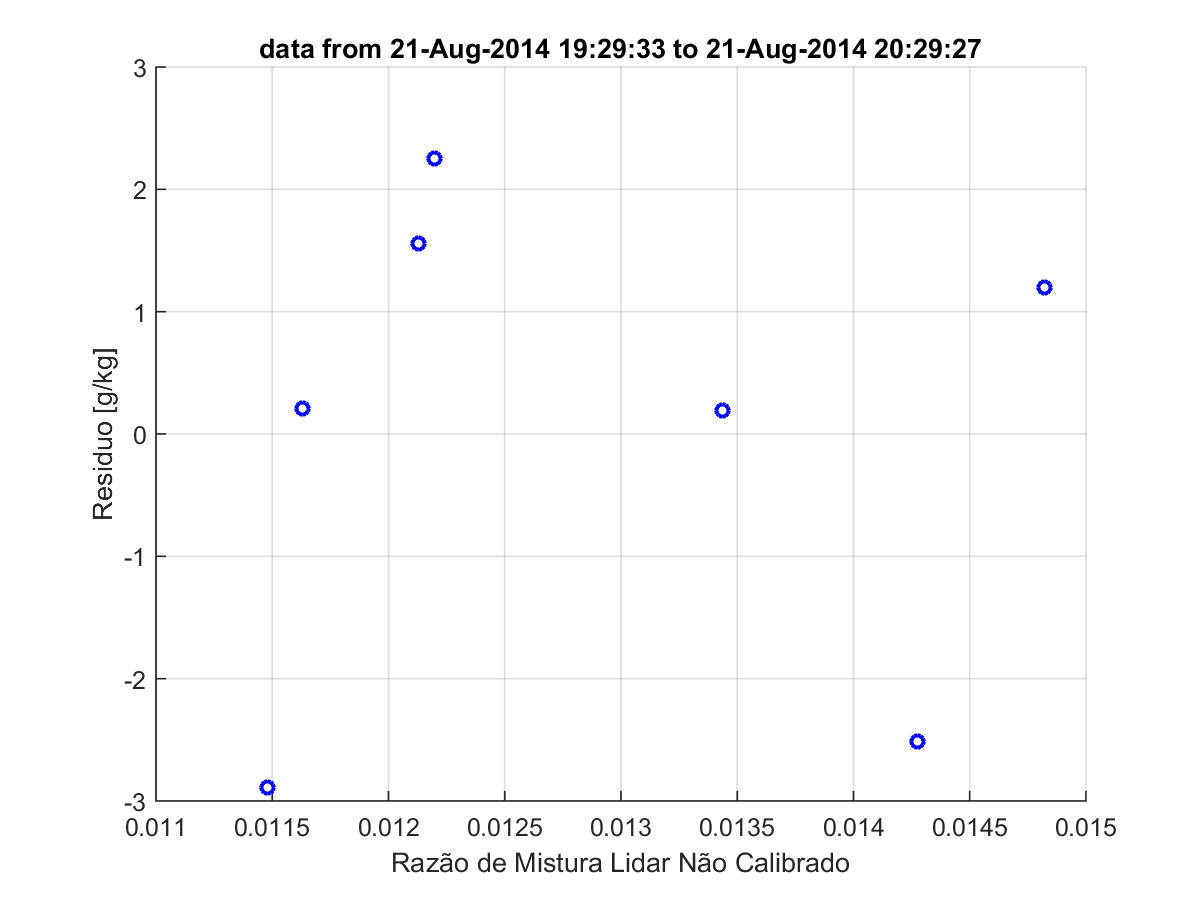 data from 21-Aug-2014 19:29:33 to 21-Aug-2014 20:29:27
3
2
1
0
-1
-2
-3
Residuo [g/kg]
0.011 0.0115 0.012 0.0125 0.013 0.0135 0.014 0.0145 0.015
Razão de Mistura Lidar Não Calibrado